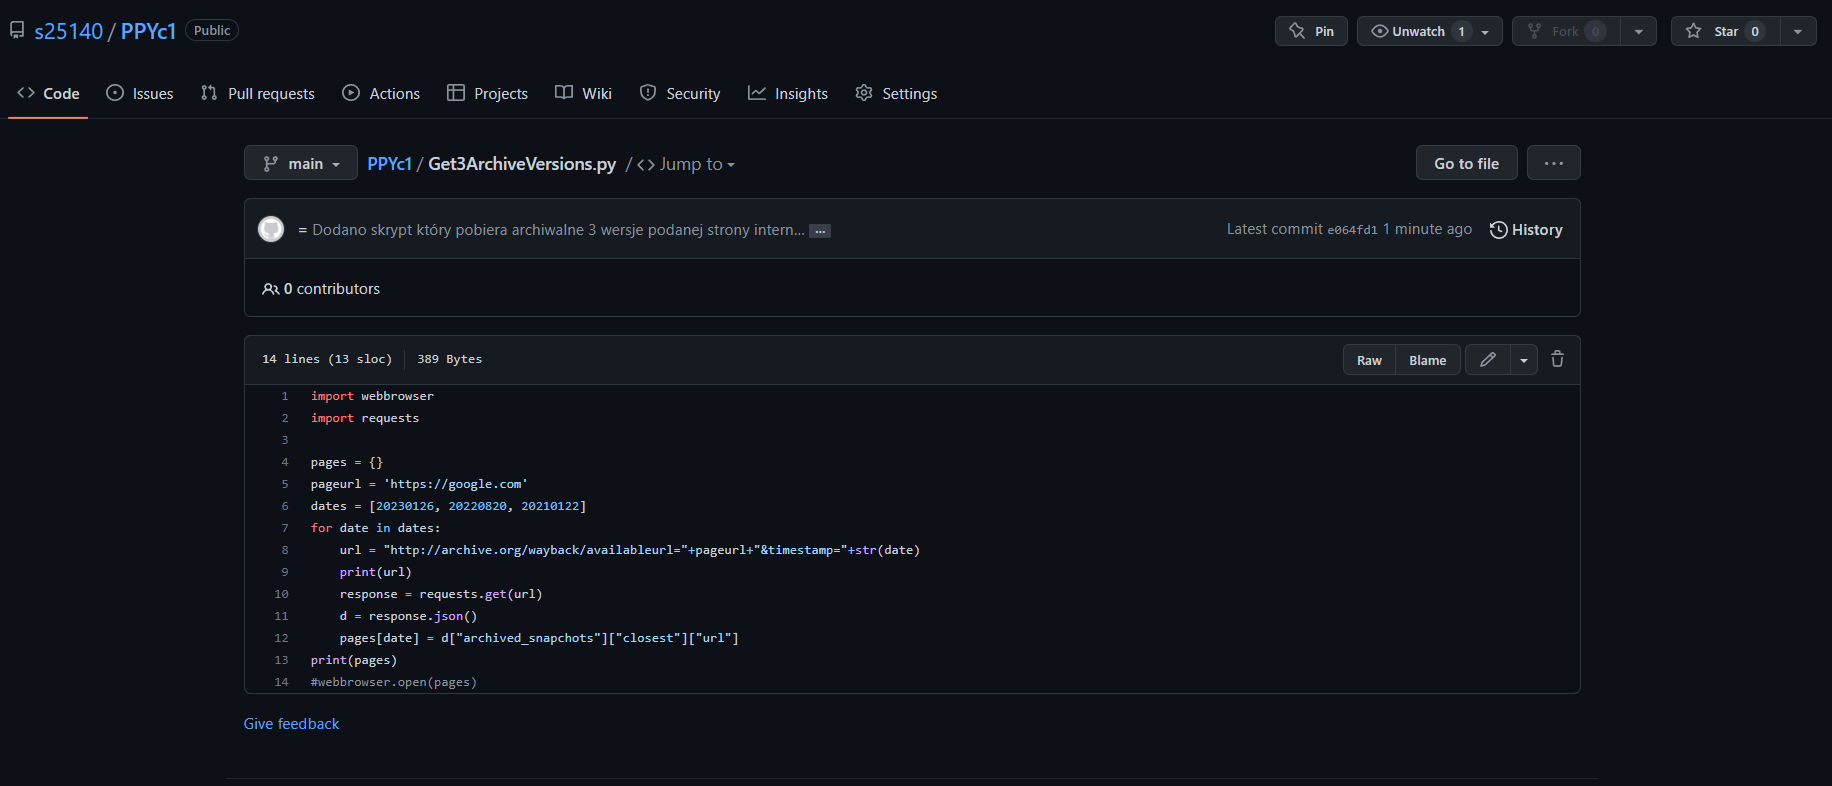 s25140 / PPYc1 Public
Pin Unwatch 1 Fork 0 Star 0
Code Issues Pull requests Actions Projects Wiki Security Insights Settings
main PPYc1 / Get3ArchiveVersions.py / <> Jump to Go to file ...
= Dodano skrypt który pobiera archiwalne 3 wersje podanej strony intern... ... Latest commit e064fd1 1 minute ago History
0 contributors
14 lines (13 sloc) 389 Bytes Raw Blame
1 import webbrowser
2 import requests
3
4 pages = {}
5 pageurl = 'https://google.com'
6 dates = [20230126, 20220820, 20210122]
7 for date in dates:
8     url = "http://archive.org/wayback/availableurl="+pageurl+"&timestamp="+str(date)
9     print(url)
10     response = requests.get(url)
11     d = response.json()
12     pages[date] = d["archived_snapshots"]["closest"]["url"]
13 print(pages)
14 #webbrowser.open(pages)
Give feedback